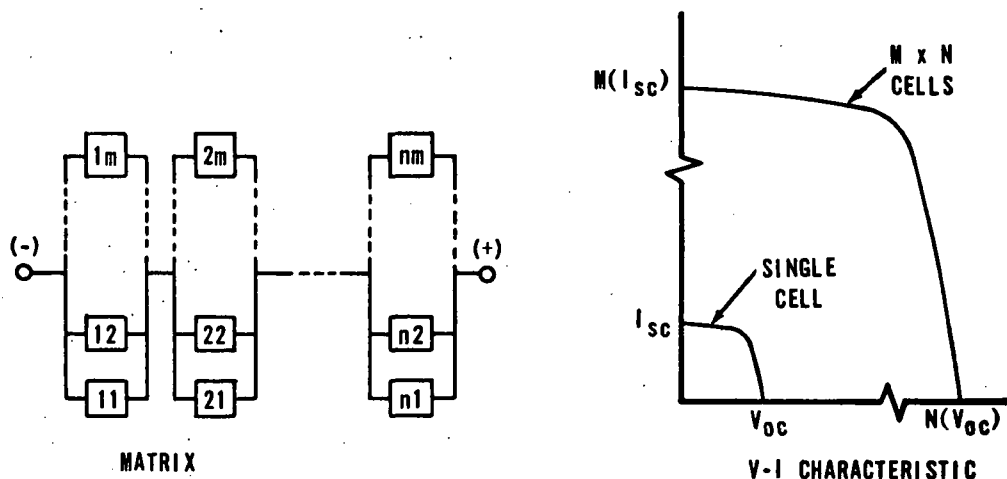 1m 2m nm
(-) (+)
12 22 n2
11 21 n1
MATRIX
M x N
CELLS
M(Isc)
SINGLE
CELL
Isc
Voc
N(Voc)
V-I CHARACTERISTIC